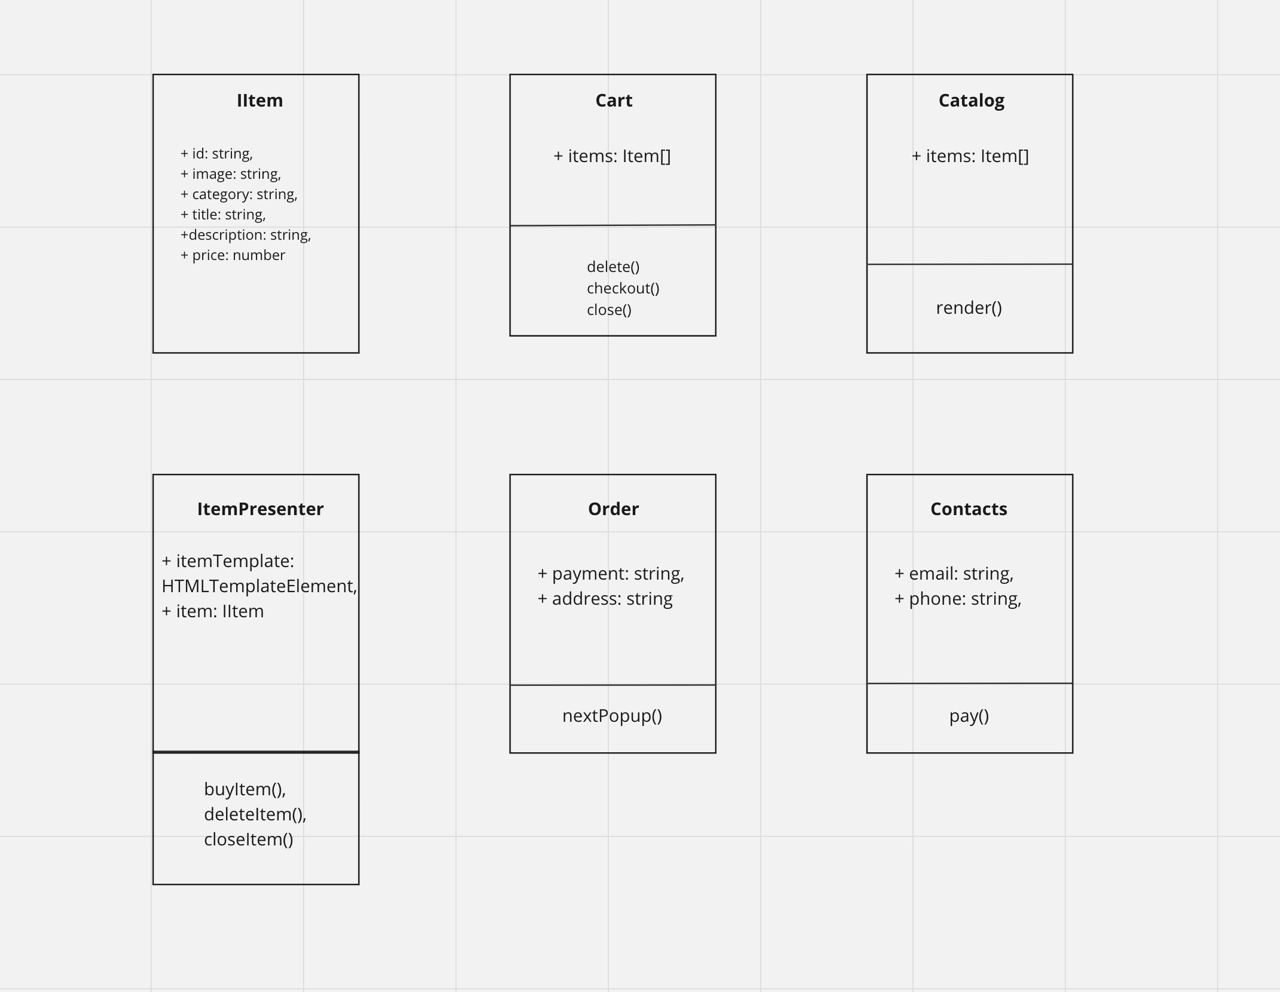 IItem
+ id: string,
+ image: string,
+ category: string,
+ title: string,
+description: string,
+ price: number
Cart
+ items: Item[]
delete()
checkout()
close()
Catalog
+ items: Item[]
render()
ItemPresenter
+ itemTemplate:
HTMLTemplateElement,
+ item: IItem
buyItem(),
deleteItem(),
closeItem()
Order
+ payment: string,
+ address: string
nextPopup()
Contacts
+ email: string,
+ phone: string,
pay()